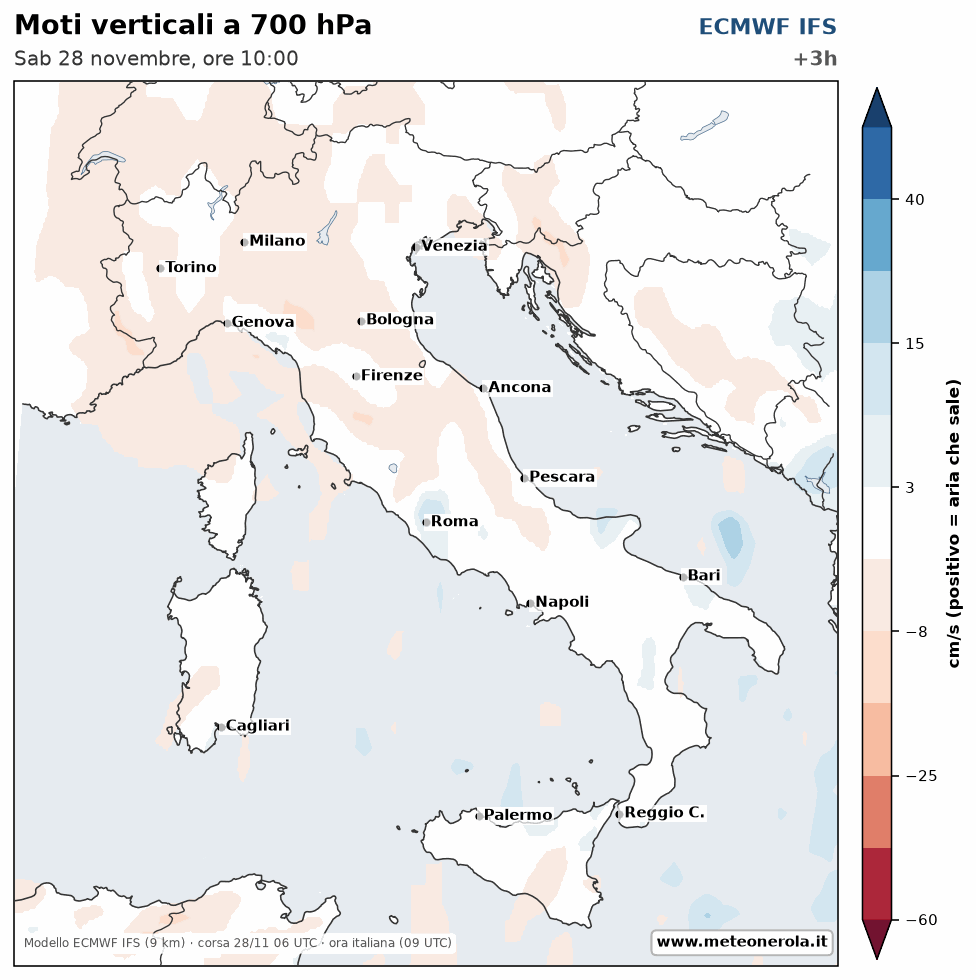 Moti verticali a 700 hPa
ECMWF IFS
Sab 28 novembre, ore 10:00
+3h
Milano
Venezia
Torino
Genova
Bologna
Firenze
Ancona
Pescara
Roma
Bari
Napoli
Cagliari
Palermo
Reggio C.
40
15
3
−8
−25
−60
cm/s (positivo = aria che sale)
Modello ECMWF IFS (9 km) · corsa 28/11 06 UTC · ora italiana (09 UTC)
www.meteonerola.it